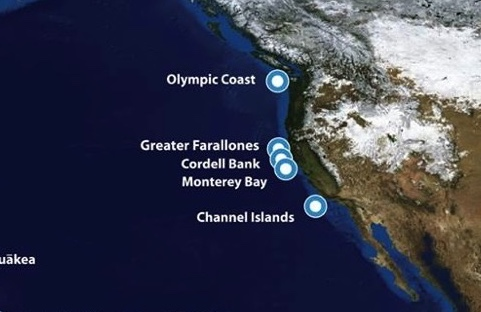 Olympic Coast
Greater Farallones
Cordell Bank
Monterey Bay
Channel Islands
uākea